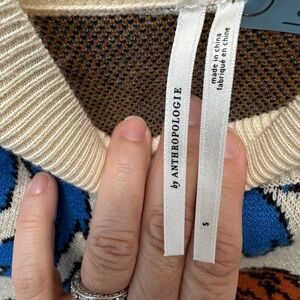 by ANTHROPOLOGIE
made in china
fabriqué en chine
S